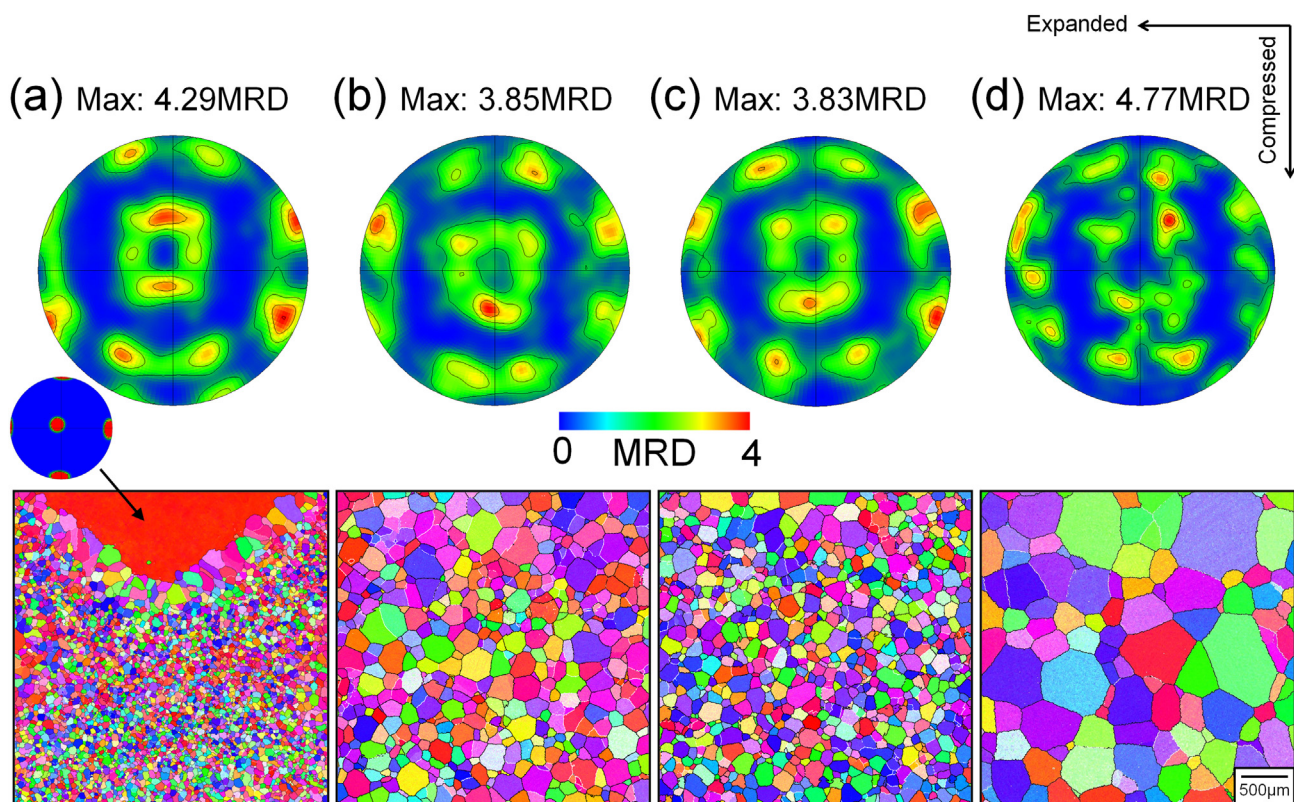 Expanded
Compressed
(a) Max: 4.29MRD
(b) Max: 3.85MRD
(c) Max: 3.83MRD
(d) Max: 4.77MRD
0 MRD 4
500µm